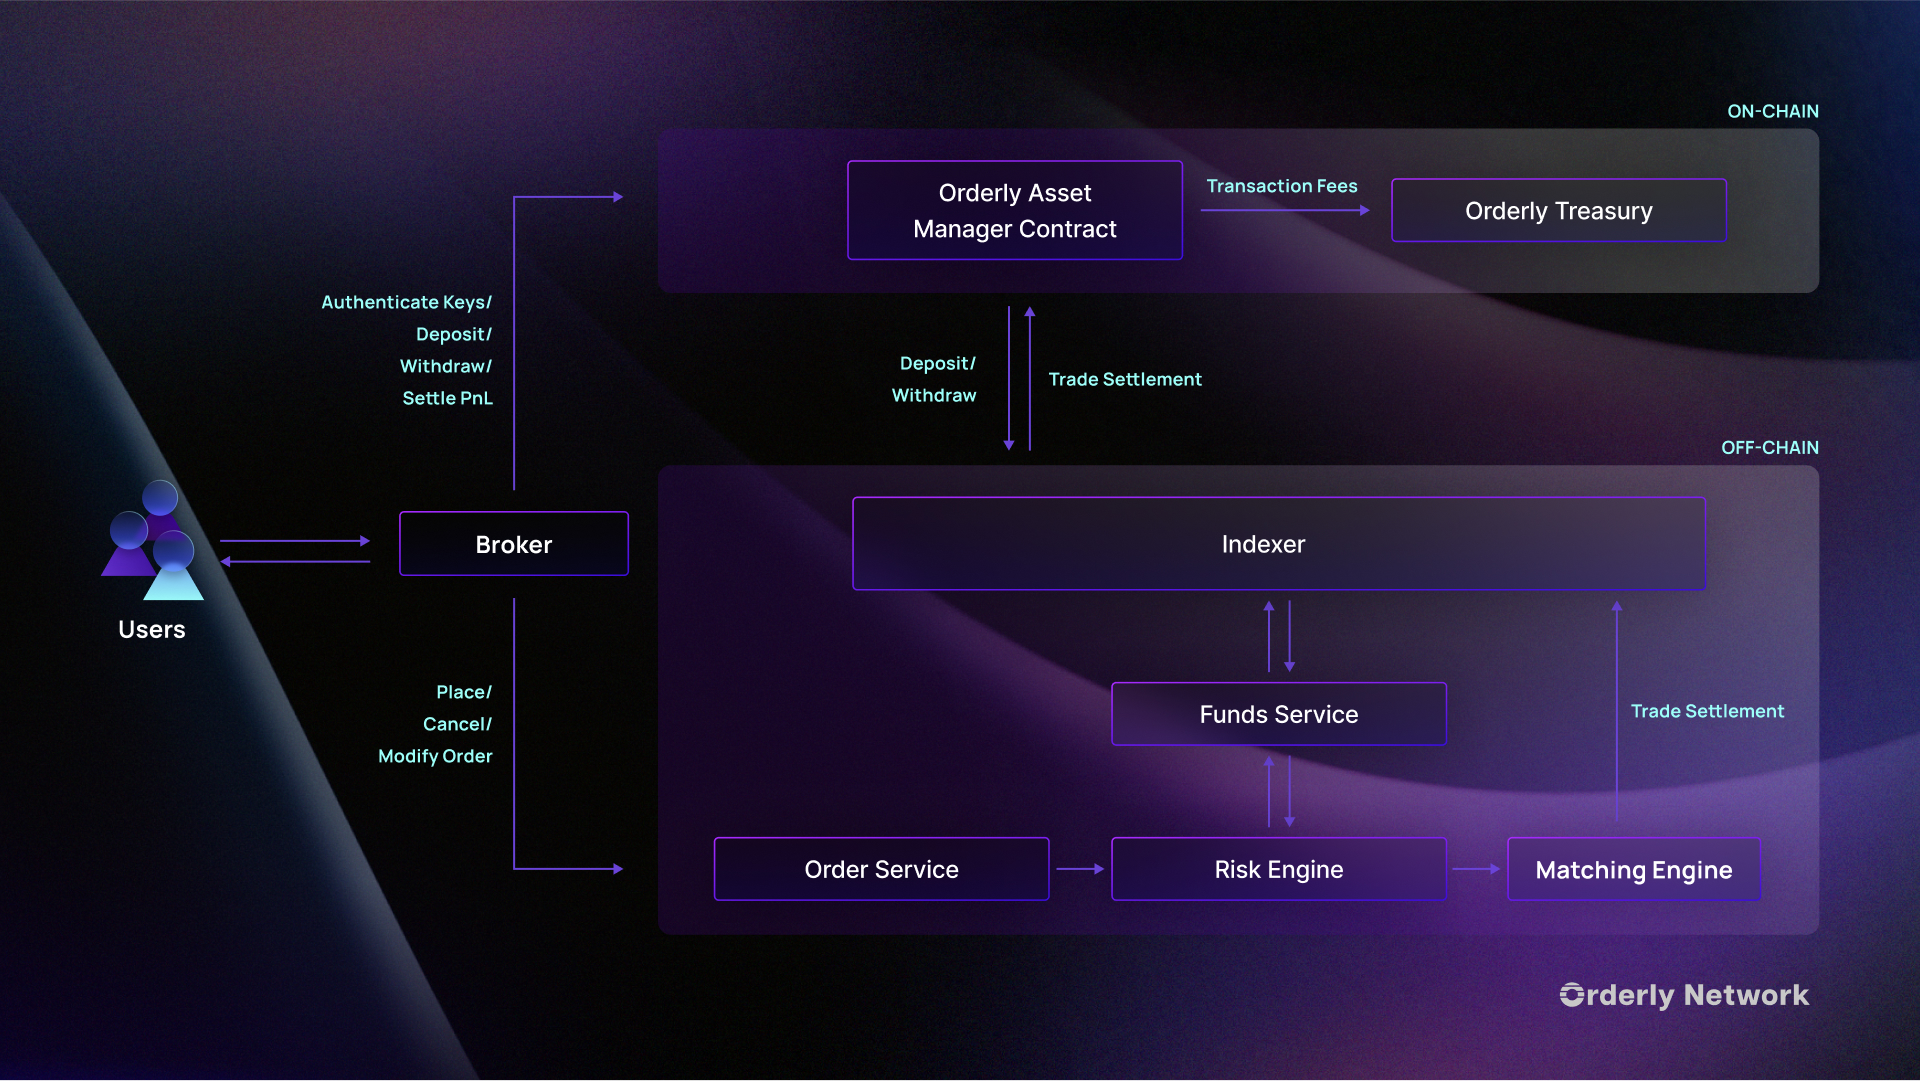 ON-CHAIN
Orderly Asset
Manager Contract
Transaction Fees
Orderly Treasury
Authenticate Keys/
Deposit/
Withdraw/
Settle PnL
Deposit/
Withdraw
Trade Settlement
OFF-CHAIN
Users
Broker
Indexer
Funds Service
Trade Settlement
Place/
Cancel/
Modify Order
Order Service
Risk Engine
Matching Engine
Orderly Network